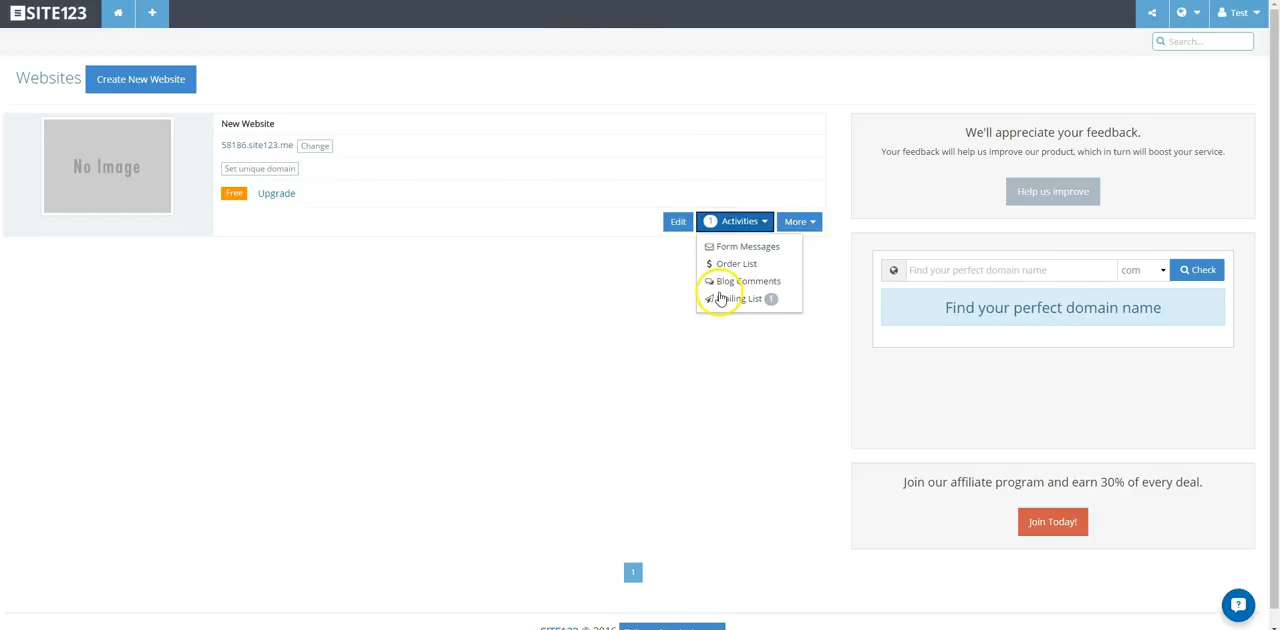 SITE123
Test
Search...
Websites
Create New Website
No Image
New Website
58186.site123.me
Change
Set unique domain
Free
Upgrade
Edit
1
Activities
More
Form Messages
Order List
Blog Comments
List
1
We'll appreciate your feedback.
Your feedback will help us improve our product, which in turn will boost your service.
Help us improve
Find your perfect domain name
com
Check
Find your perfect domain name
Join our affiliate program and earn 30% of every deal.
Join Today!
1
SITE123 © 2016